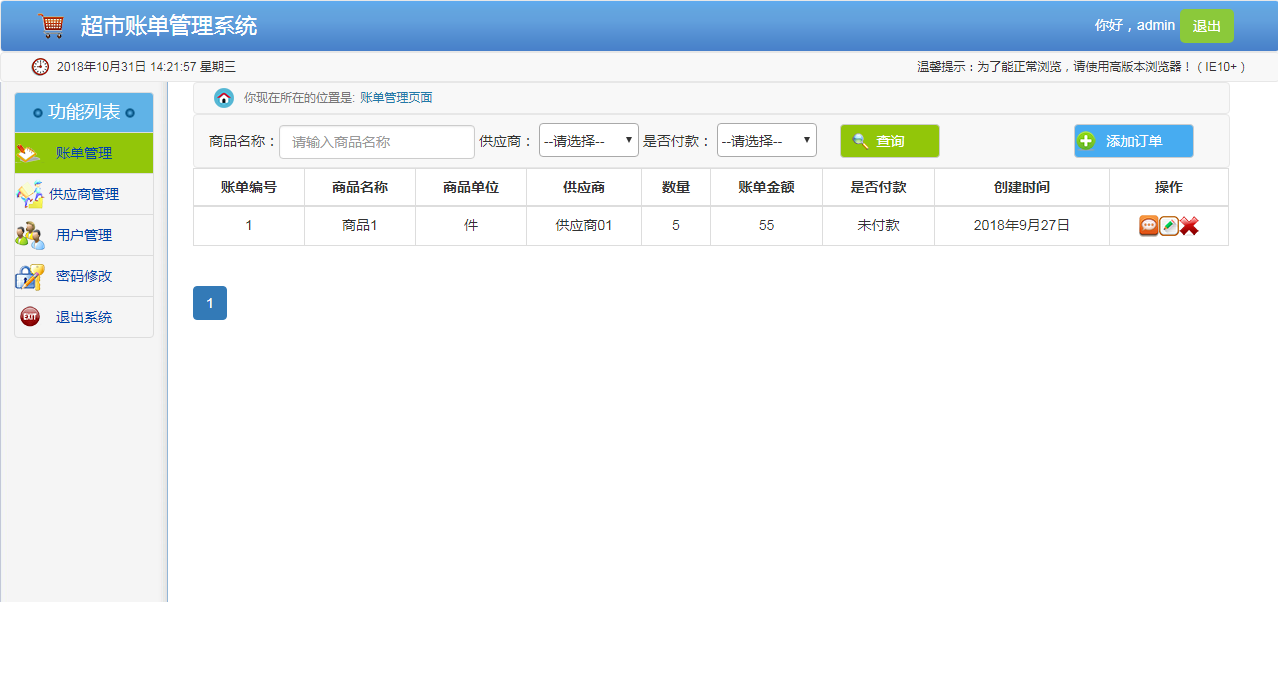 超市账单管理系统
你好，admin 退出
2018年10月31日 14:21:57 星期三
温馨提示：为了能正常浏览，请使用高版本浏览器！（IE10+）
功能列表
账单管理
供应商管理
用户管理
密码修改
EXIT 退出系统
你现在所在的位置是: 账单管理页面
商品名称： 请输入商品名称 供应商： --请选择-- 是否付款： --请选择-- 查询 添加订单
账单编号 商品名称 商品单位 供应商 数量 账单金额 是否付款 创建时间 操作
1 商品1 件 供应商01 5 55 未付款 2018年9月27日
1